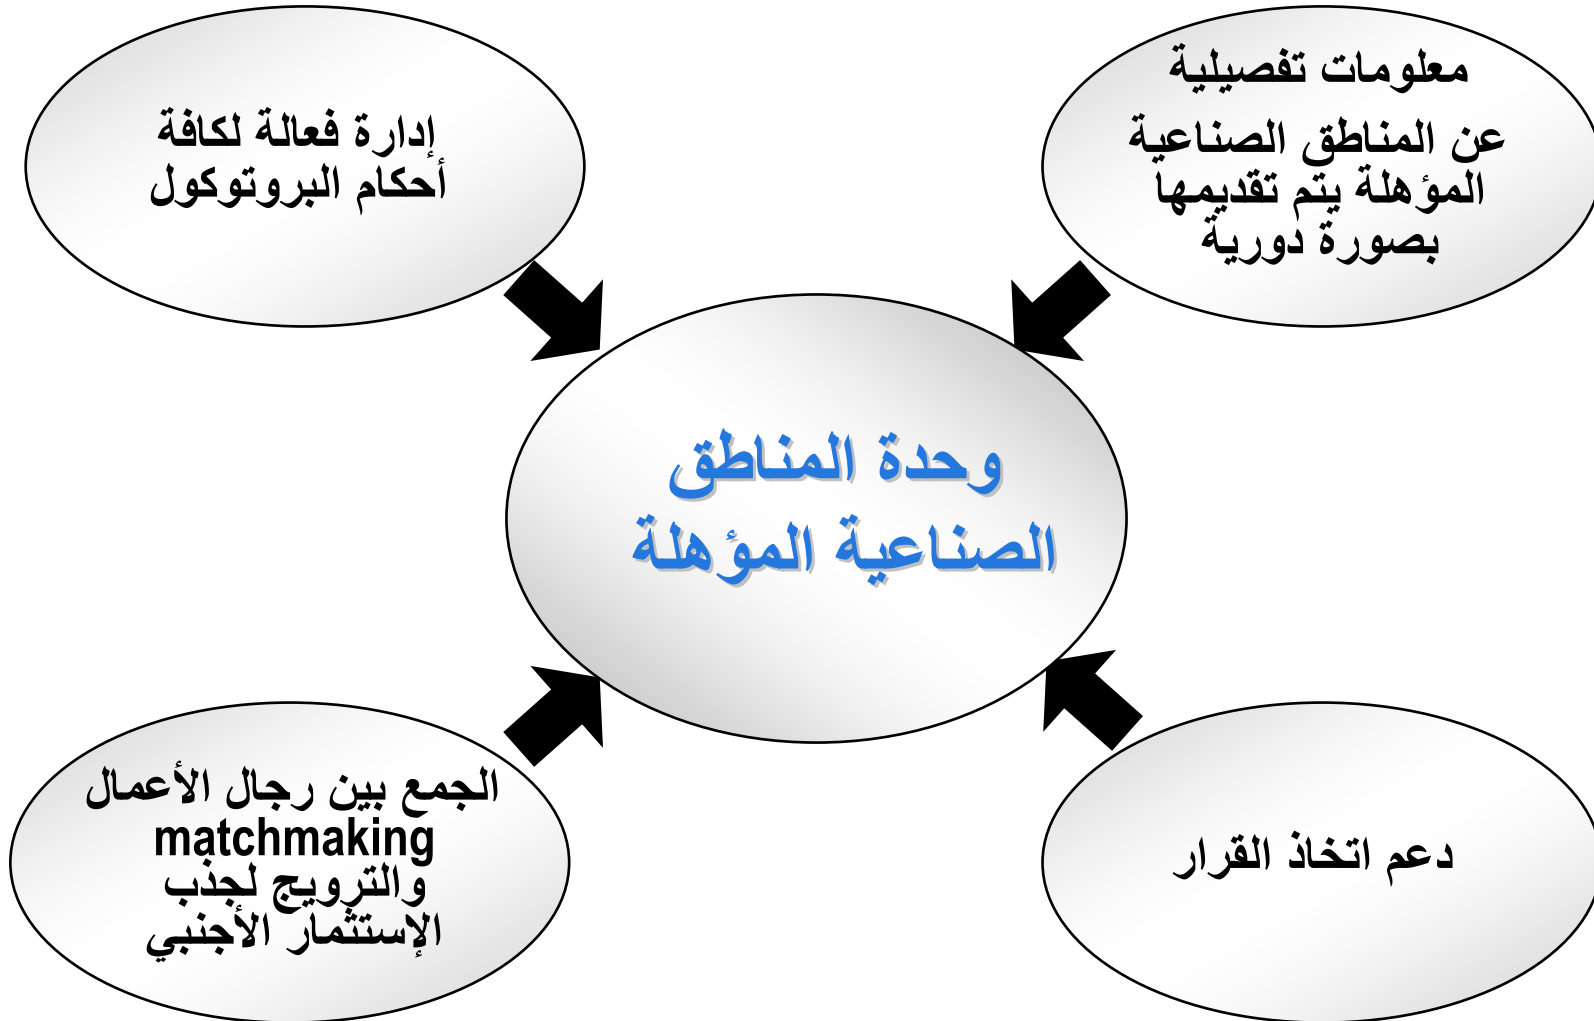 معلومات تفصيلية
عن المناطق الصناعية
المؤهلة يتم تقديمها
بصورة دورية
إدارة فعالة لكافة
أحكام البروتوكول
وحدة المناطق
الصناعية المؤهلة
دعم اتخاذ القرار
الجمع بين رجال الأعمال
matchmaking
والترويج لجذب
الإستثمار الأجنبي